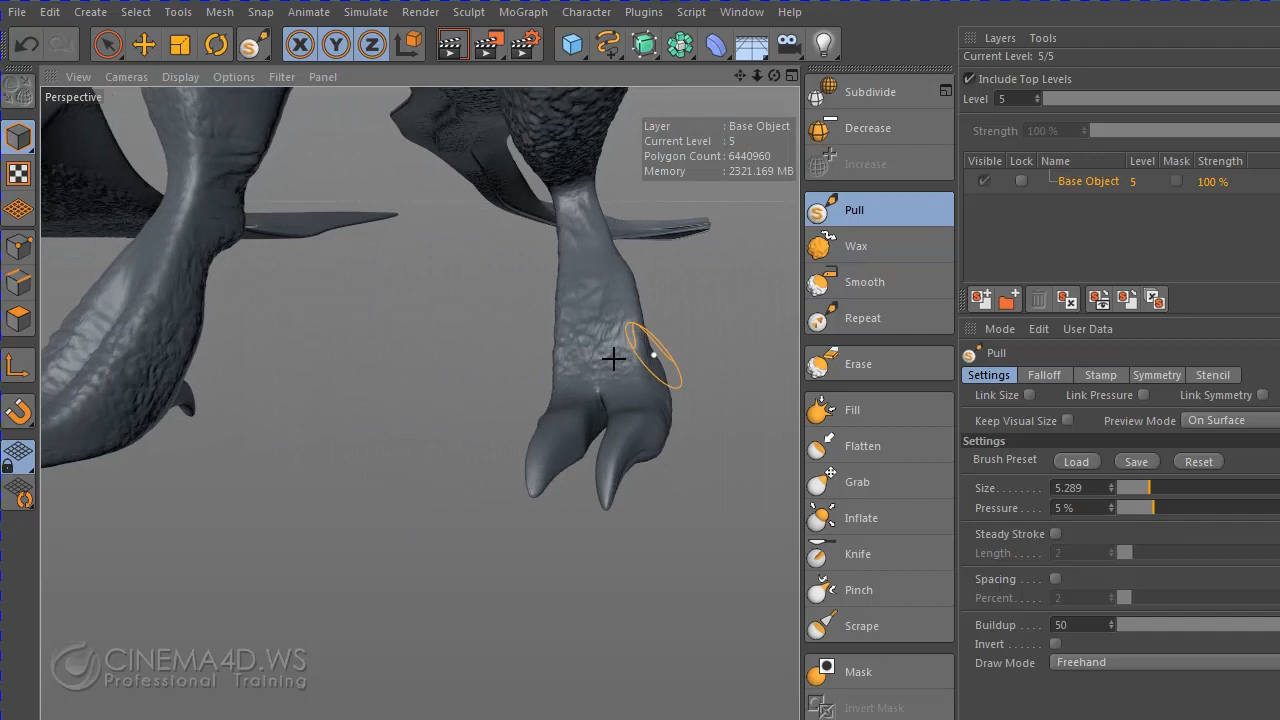 File Edit Create Select Tools Mesh Snap Animate Simulate Render Sculpt MoGraph Character Plugins Script Window Help
View Cameras Display Options Filter Panel
Perspective
Layer : Base Object
Current Level : 5
Polygon Count : 6440960
Memory : 2321.169 MB
CINEMA4D.WS
Professional Training
Subdivide
Decrease
Increase
Pull
Wax
Smooth
Repeat
Erase
Fill
Flatten
Grab
Inflate
Knife
Pinch
Scrape
Mask
Invert Mask
Layers Tools
Current Level: 5/5
Include Top Levels
Level 5
Strength 100 %
Visible Lock Name Level Mask Strength
Base Object 5 100 %
Mode Edit User Data
Pull
Settings Falloff Stamp Symmetry Stencil
Link Size Link Pressure Link Symmetry
Keep Visual Size Preview Mode On Surface
Settings
Brush Preset Load Save Reset
Size 5.289
Pressure 5 %
Steady Stroke
Length 2
Spacing
Percent 2
Buildup 50
Invert
Draw Mode Freehand